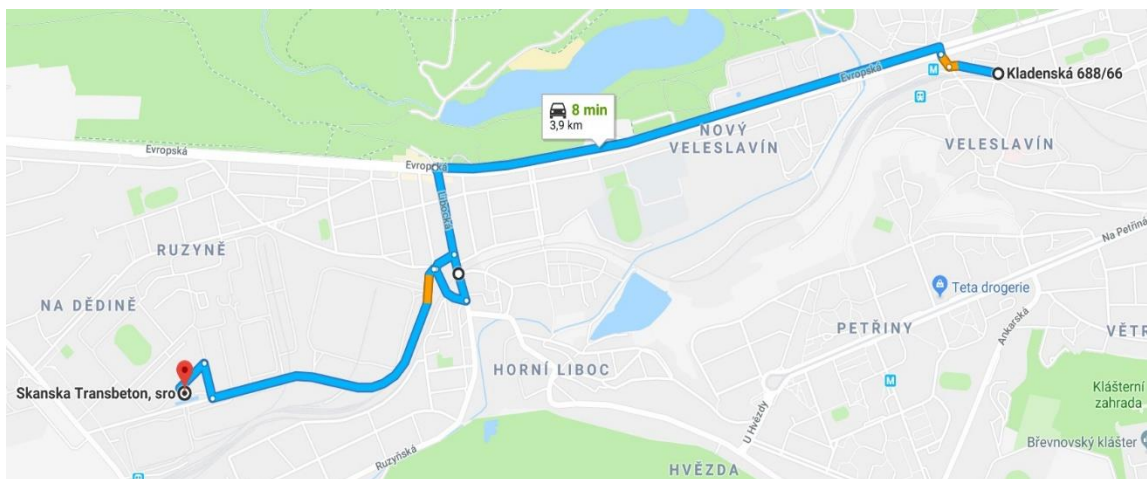 Evropská
Kladenská 688/66
8 min
3,9 km
NOVÝ
VELESLAVÍN
VELESLAVÍN
Evropská
Evropská
Libocká
RUZYNĚ
Na Petřiná
Teta drogerie
NA DĚDINĚ
PETŘINY
Ankarská
VĚTR
HORNÍ LIBOC
Skanska Transbeton, sro
Klášterní
zahrada
U Hvězdy
Břevnovský klášter
Ruzyňská
HVĚZDA
M
M